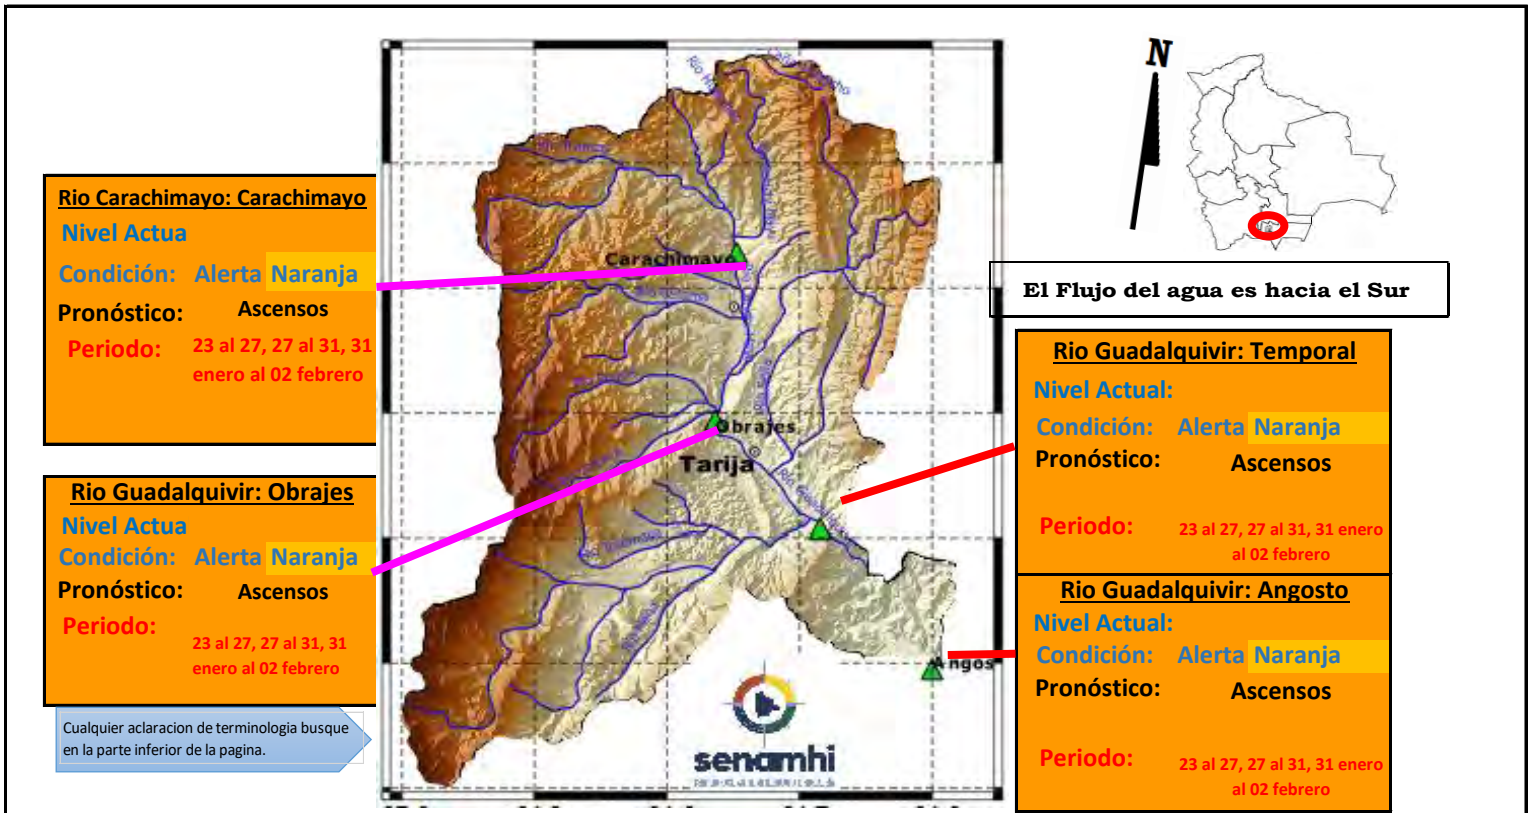 N
El Flujo del agua es hacia el Sur
Rio Carachimayo: Carachimayo
Nivel Actua
Condición: Alerta Naranja
Pronóstico: Ascensos
Periodo: 23 al 27, 27 al 31, 31
enero al 02 febrero
Rio Guadalquivir: Obrajes
Nivel Actua
Condición: Alerta Naranja
Pronóstico: Ascensos
Periodo:
23 al 27, 27 al 31, 31
enero al 02 febrero
Cualquier aclaracion de terminologia busque
en la parte inferior de la pagina.
Carachimayo
Obrajes
Tarija
Angos
senamhi
Rio Guadalquivir: Temporal
Nivel Actual:
Condición: Alerta Naranja
Pronóstico: Ascensos
Periodo: 23 al 27, 27 al 31, 31 enero
al 02 febrero
Rio Guadalquivir: Angosto
Nivel Actual:
Condición: Alerta Naranja
Pronóstico: Ascensos
Periodo: 23 al 27, 27 al 31, 31 enero
al 02 febrero